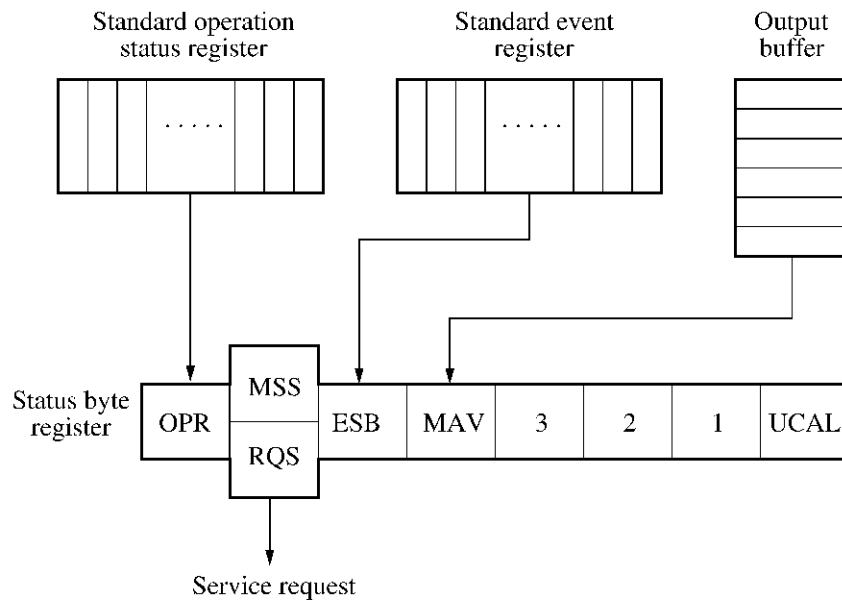 Standard operation
status register
Standard event
register
Output
buffer
. . . . .
. . . . .
Status byte
register
OPR
MSS
RQS
ESB
MAV
3
2
1
UCAL
Service request